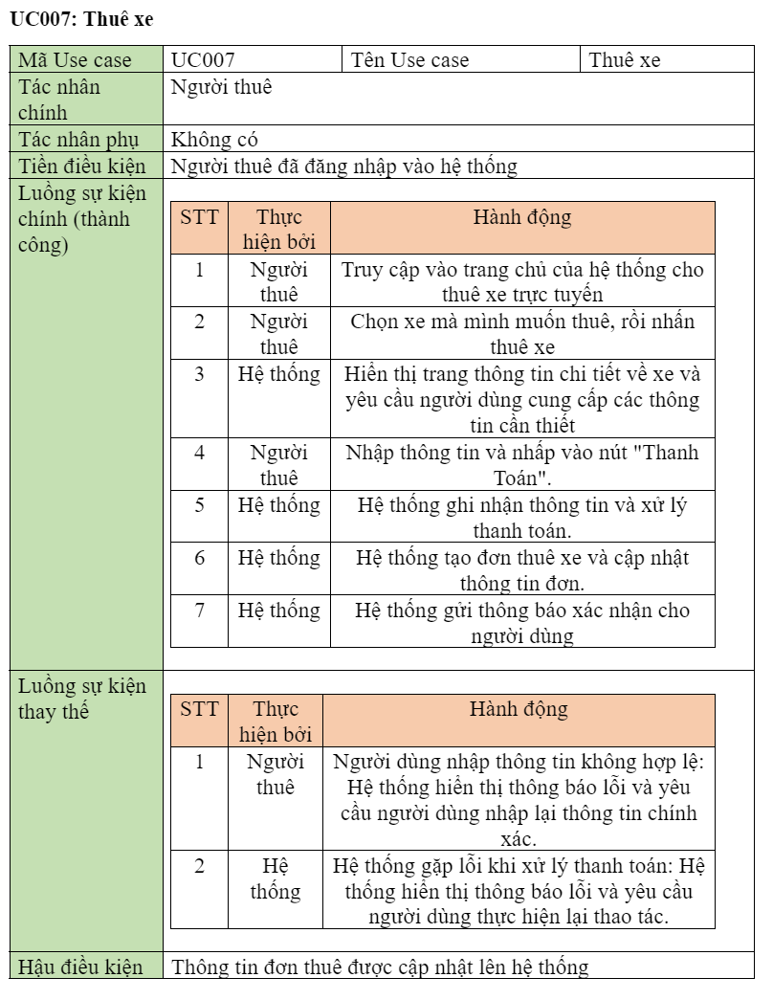 UC007: Thuê xe
Mã Use case UC007 Tên Use case Thuê xe
Tác nhân
chính
Người thuê
Tác nhân phụ Không có
Tiền điều kiện Người thuê đã đăng nhập vào hệ thống
Luồng sự kiện
chính (thành
công)
STT Thực
hiện bởi
Hành động
1 Người
thuê
Truy cập vào trang chủ của hệ thống cho
thuê xe trực tuyến
2 Người
thuê
Chọn xe mà mình muốn thuê, rồi nhấn
thuê xe
3 Hệ thống Hiển thị trang thông tin chi tiết về xe và
yêu cầu người dùng cung cấp các thông
tin cần thiết
4 Người
thuê
Nhập thông tin và nhấp vào nút "Thanh
Toán".
5 Hệ thống Hệ thống ghi nhận thông tin và xử lý
thanh toán.
6 Hệ thống Hệ thống tạo đơn thuê xe và cập nhật
thông tin đơn.
7 Hệ thống Hệ thống gửi thông báo xác nhận cho
người dùng
Luồng sự kiện
thay thế
STT Thực
hiện bởi
Hành động
1 Người
thuê
Người dùng nhập thông tin không hợp lệ:
Hệ thống hiển thị thông báo lỗi và yêu
cầu người dùng nhập lại thông tin chính
xác.
2 Hệ
thống
Hệ thống gặp lỗi khi xử lý thanh toán: Hệ
thống hiển thị thông báo lỗi và yêu cầu
người dùng thực hiện lại thao tác.
Hậu điều kiện Thông tin đơn thuê được cập nhật lên hệ thống